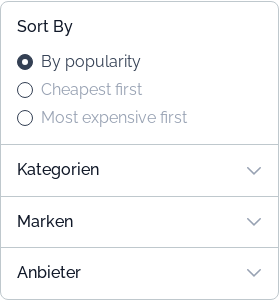 Sort By
By popularity
Cheapest first
Most expensive first
Kategorien
Marken
Anbieter